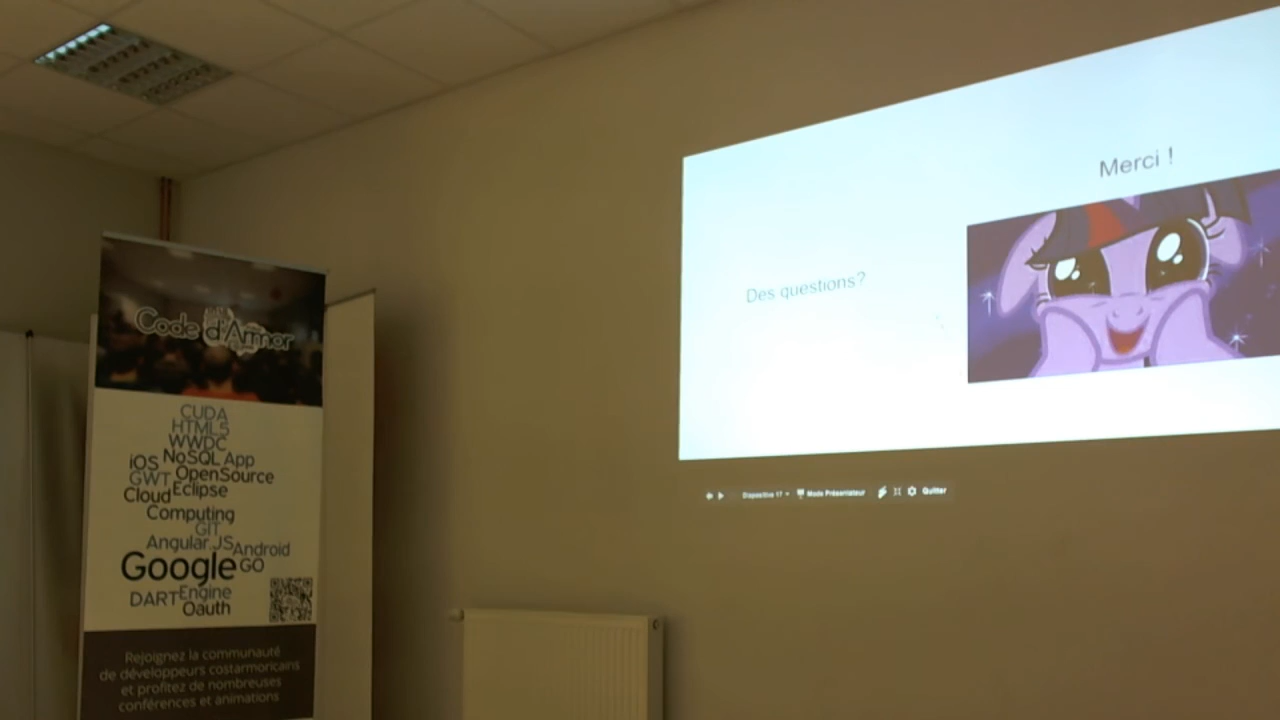 Code d'Armor
CUDA
HTML5
WWDC
iOS NoSQL App
GWT OpenSource
Cloud Eclipse
Computing
GIT
Angular.JS Android
Google GO
DART Engine
Oauth
Rejoignez la communauté
de développeurs costarmoricains
et profitez de nombreuses
conférences et animations
Merci !
Des questions?
Diapositive 17 Mode Présentateur Quitter